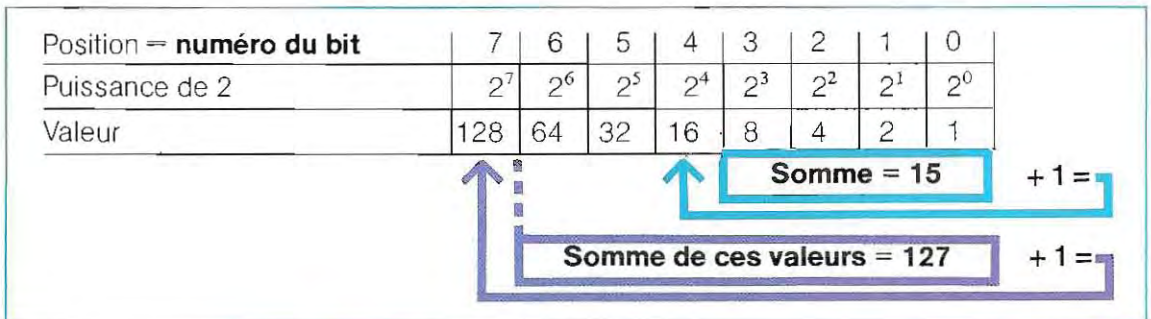 Position = numéro du bit 7 6 5 4 3 2 1 0
Puissance de 2 2⁷ 2⁶ 2⁵ 2⁴ 2³ 2² 2¹ 2⁰
Valeur 128 64 32 16 8 4 2 1
Somme = 15 + 1 =
Somme de ces valeurs = 127 + 1 =